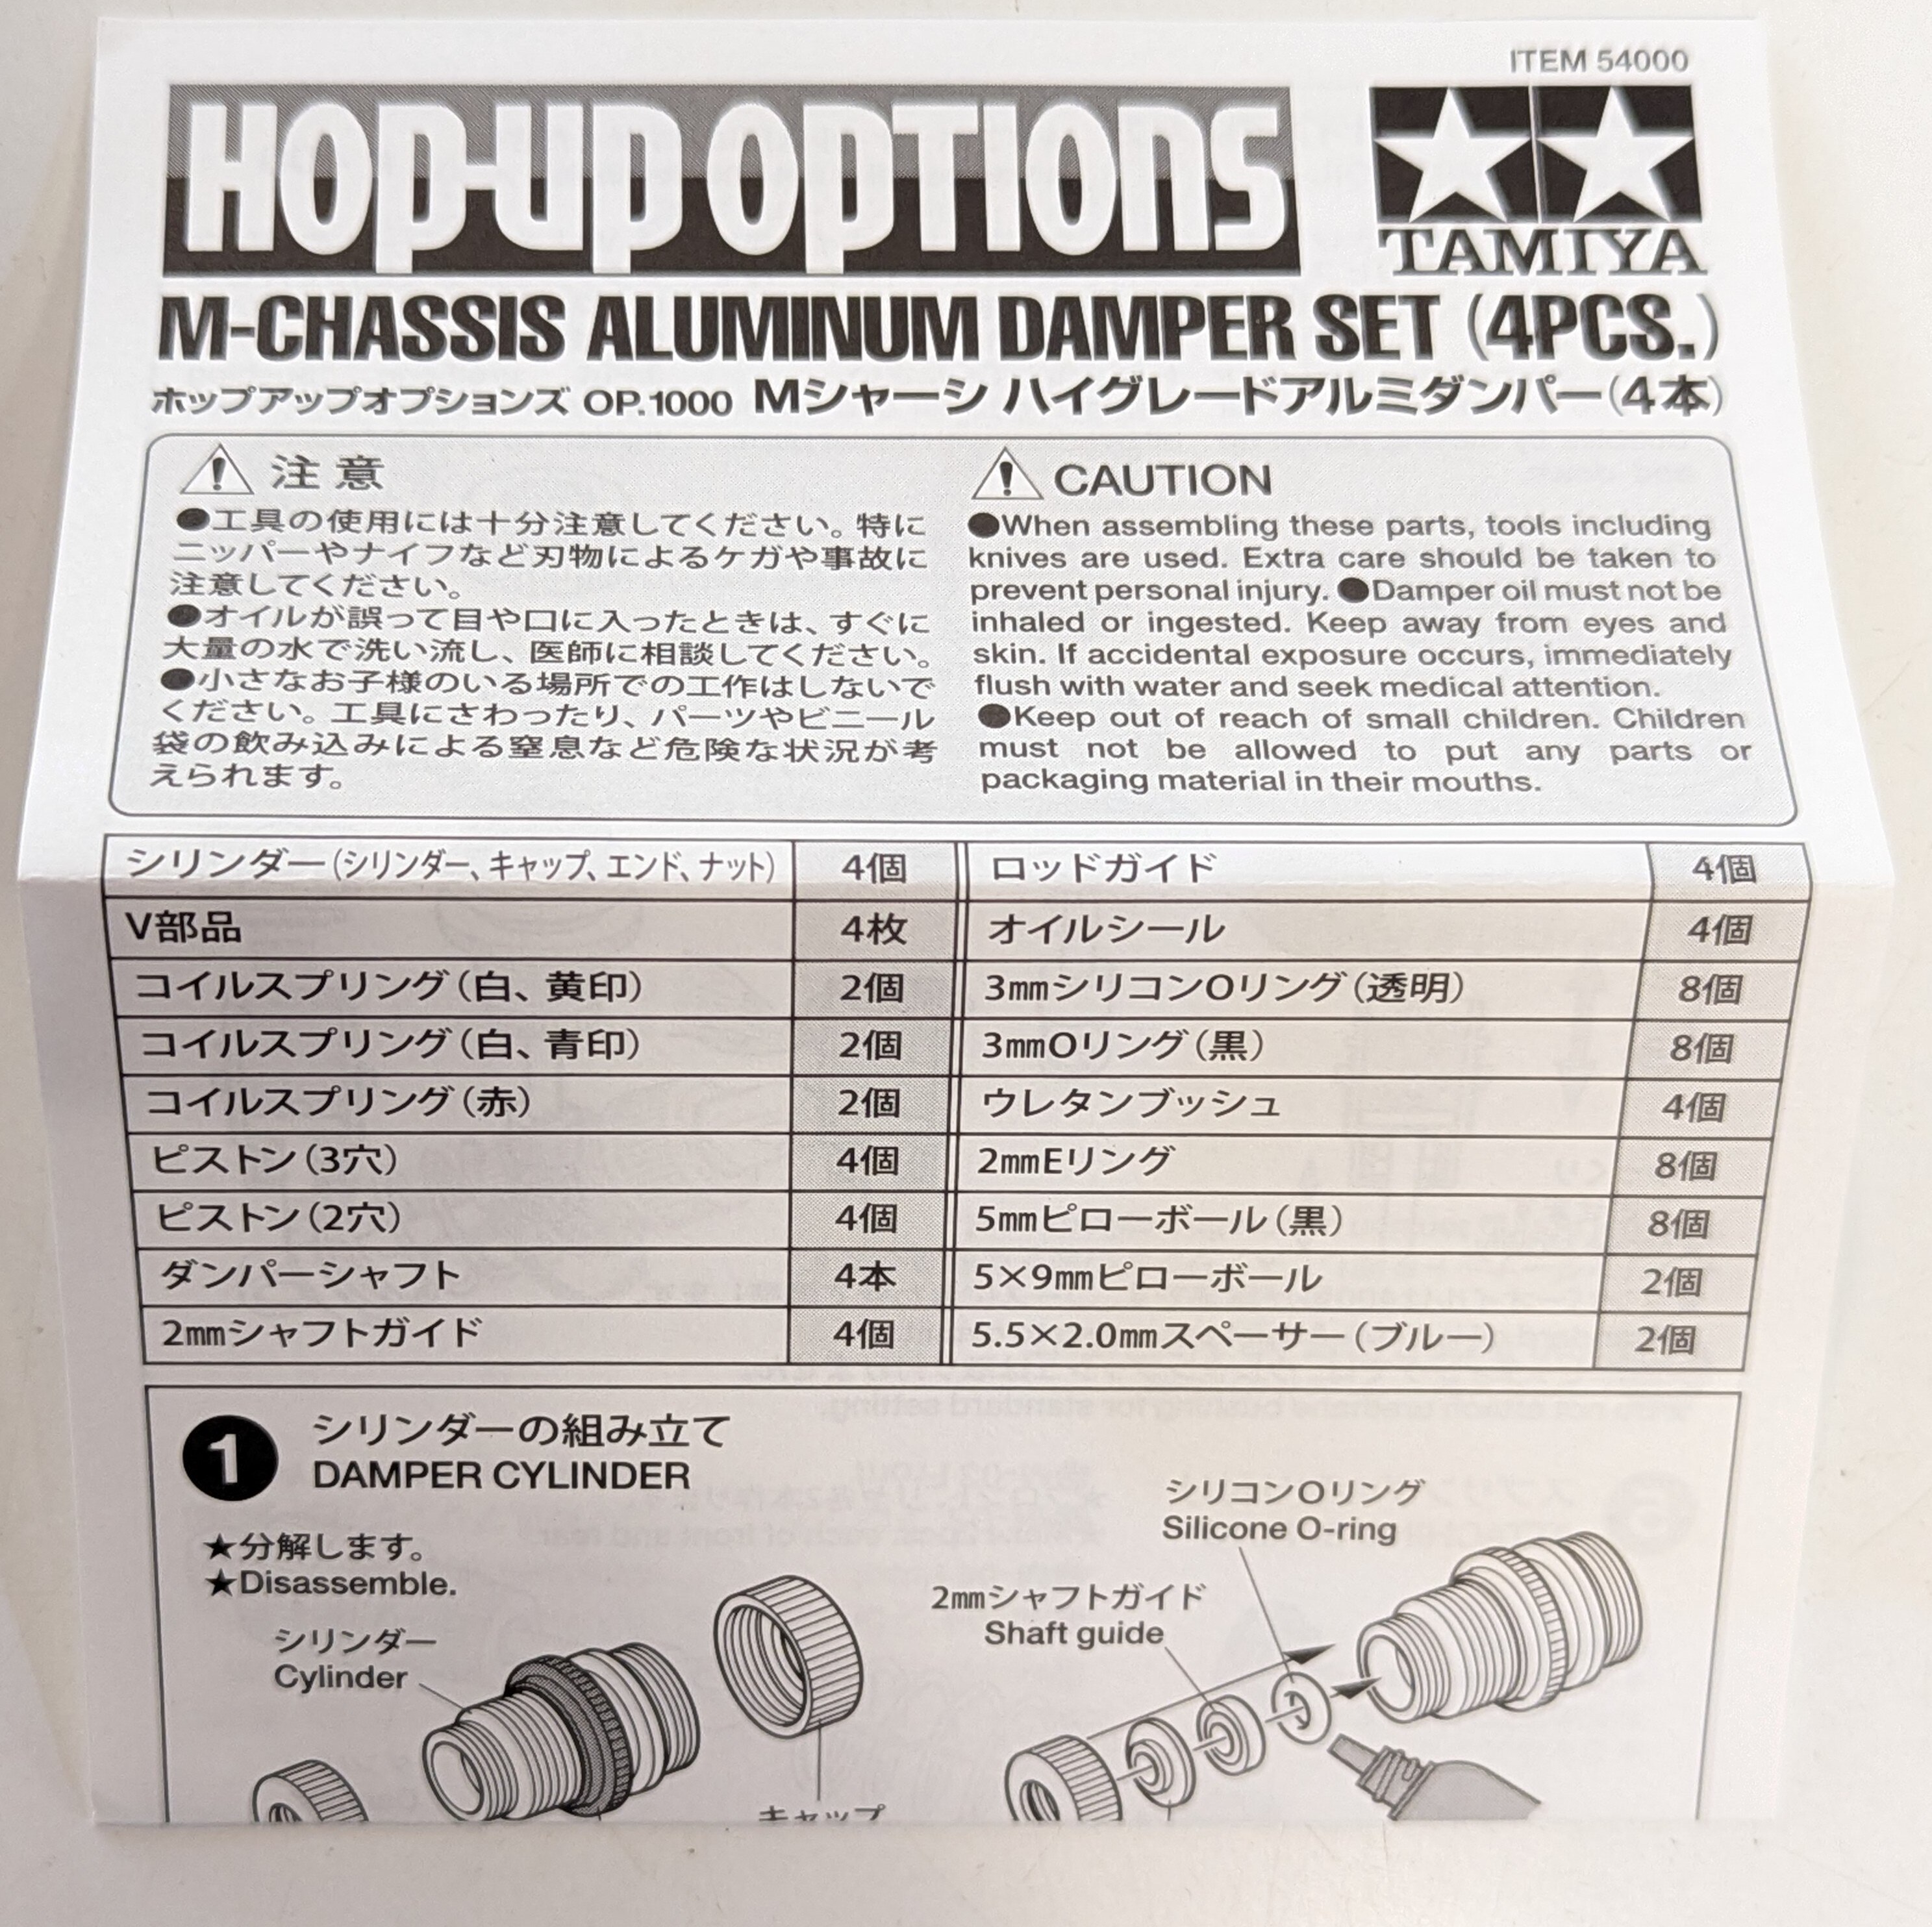 ITEM 54000
HOP-UP OPTIONS
TAMIYA
M-CHASSIS ALUMINUM DAMPER SET (4PCS.)
ホップアップオプションズ OP.1000 Mシャーシ ハイグレードアルミダンパー(4本)
注意
●工具の使用には十分注意してください。特に
ニッパーやナイフなど刃物によるケガや事故に
注意してください。
●オイルが誤って目や口に入ったときは、すぐに
大量の水で洗い流し、医師に相談してください。
●小さなお子様のいる場所での工作はしないで
ください。工具にさわったり、パーツやビニール
袋の飲み込みによる窒息など危険な状況が考
えられます。
CAUTION
●When assembling these parts, tools including
knives are used. Extra care should be taken to
prevent personal injury. ●Damper oil must not be
inhaled or ingested. Keep away from eyes and
skin. If accidental exposure occurs, immediately
flush with water and seek medical attention.
●Keep out of reach of small children. Children
must not be allowed to put any parts or
packaging material in their mouths.
シリンダー(シリンダー、キャップ、エンド、ナット) 4個 ロッドガイド 4個
V部品 4枚 オイルシール 4個
コイルスプリング(白、黄印) 2個 3mmシリコンOリング(透明) 8個
コイルスプリング(白、青印) 2個 3mmOリング(黒) 8個
コイルスプリング(赤) 2個 ウレタンブッシュ 4個
ピストン(3穴) 4個 2mmEリング 8個
ピストン(2穴) 4個 5mmピローボール(黒) 8個
ダンパーシャフト 4本 5×9mmピローボール 2個
2mmシャフトガイド 4個 5.5×2.0mmスペーサー(ブルー) 2個
1 シリンダーの組み立て
DAMPER CYLINDER
★分解します。
★Disassemble.
シリンダー
Cylinder
キャップ
シリコンOリング
Silicone O-ring
2mmシャフトガイド
Shaft guide